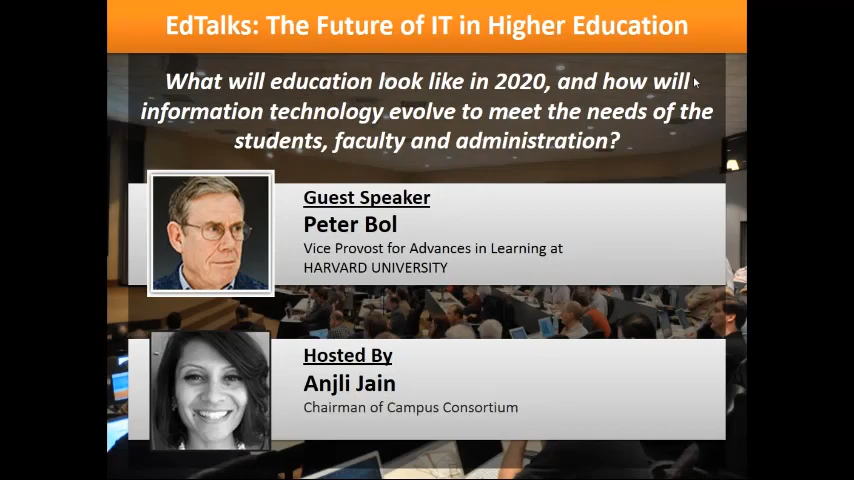 EdTalks: The Future of IT in Higher Education
What will education look like in 2020, and how will
information technology evolve to meet the needs of the
students, faculty and administration?
Guest Speaker
Peter Bol
Vice Provost for Advances in Learning at
HARVARD UNIVERSITY
Hosted By
Anjli Jain
Chairman of Campus Consortium